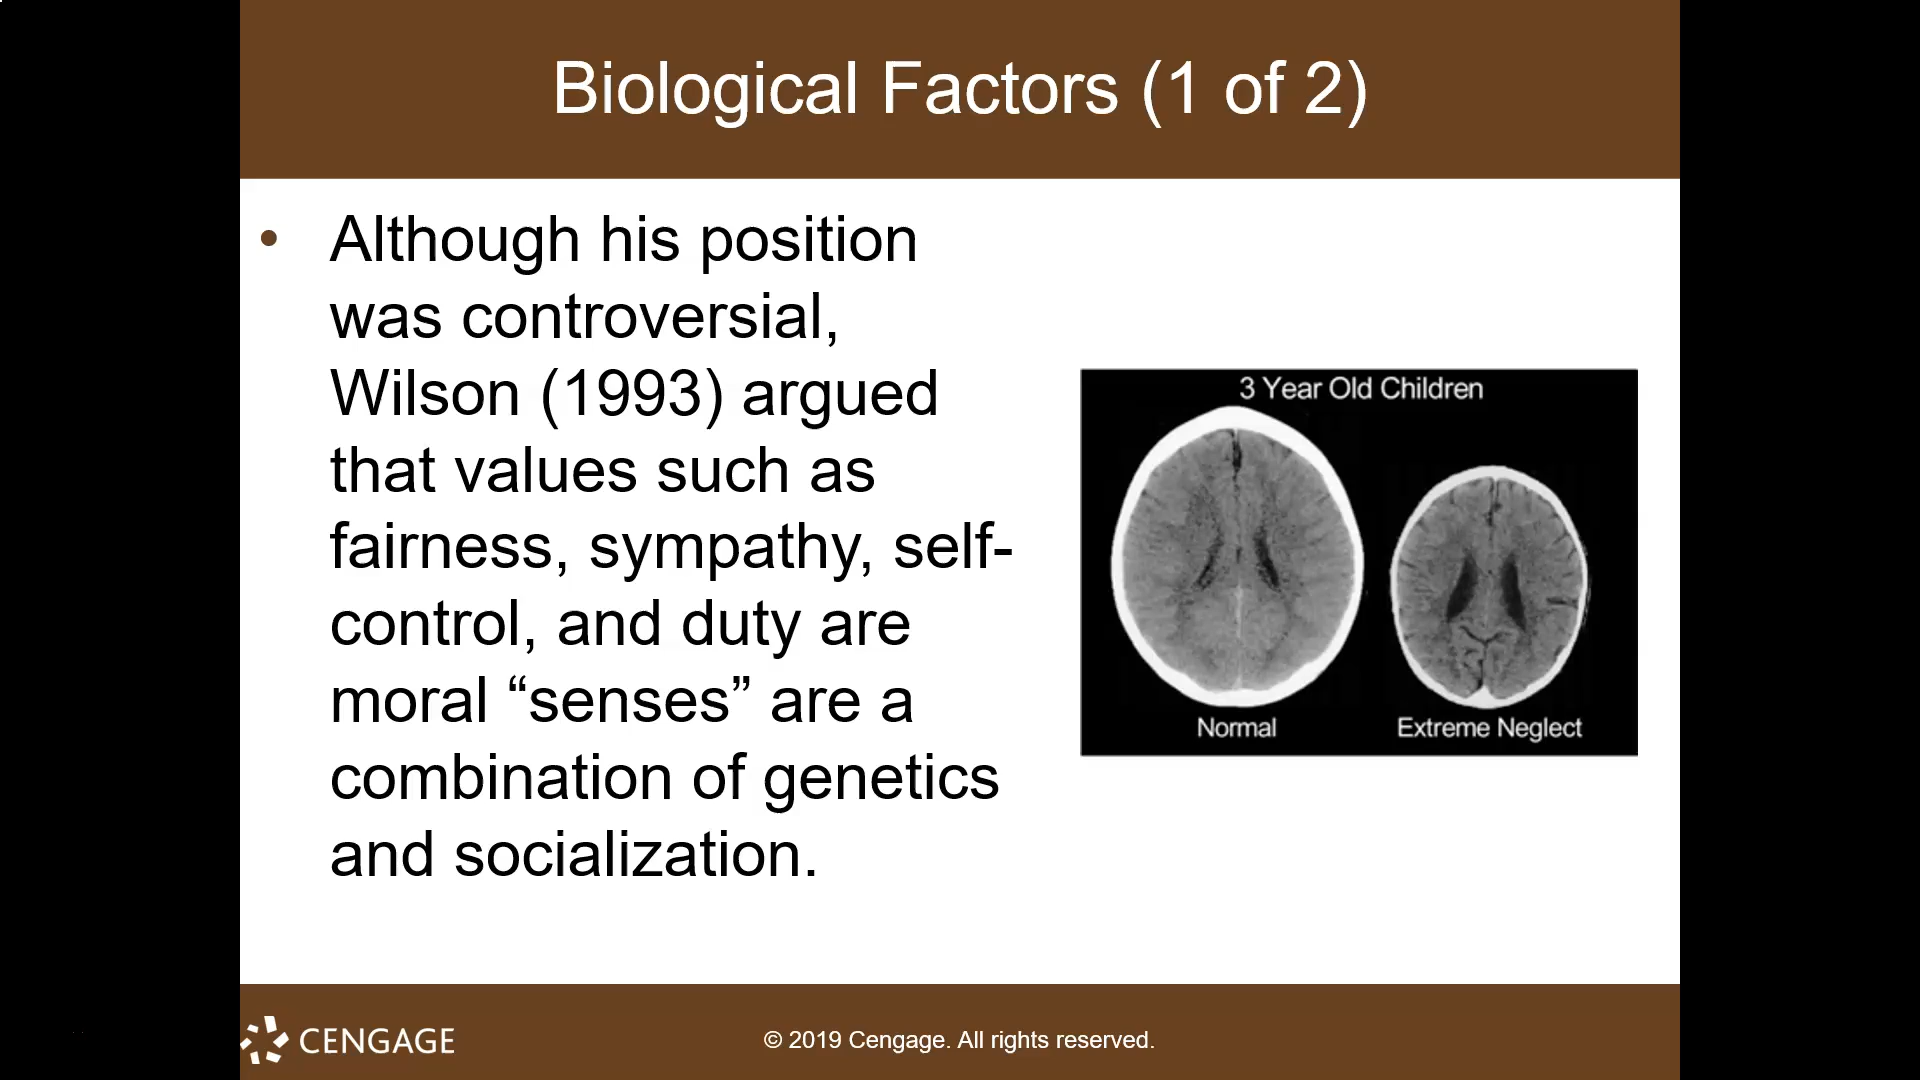 Biological Factors (1 of 2)
• Although his position
was controversial,
Wilson (1993) argued
that values such as
fairness, sympathy, self-
control, and duty are
moral “senses” are a
combination of genetics
and socialization.
3 Year Old Children
Normal
Extreme Neglect
CENGAGE
© 2019 Cengage. All rights reserved.